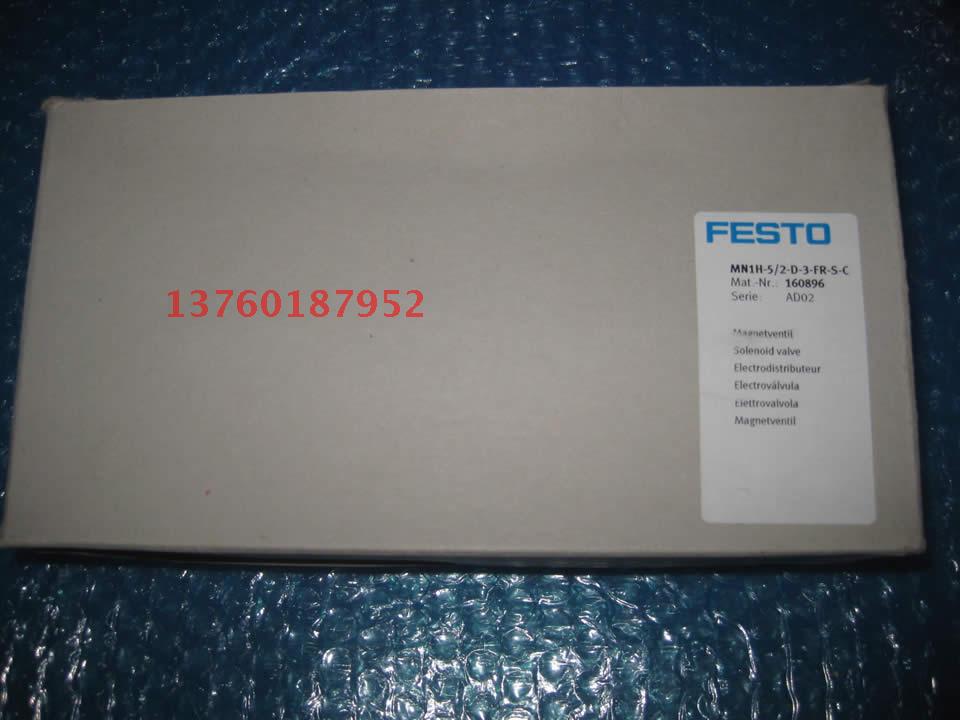 FESTO
MN1H-5/2-D-3-FR-S-C
Mat.-Nr.: 160896
Serie: AD02
13760187952
Magnetventil
Solenoid valve
Electrodistributeur
Electroválvula
Elettrovalvola
Magnetventil